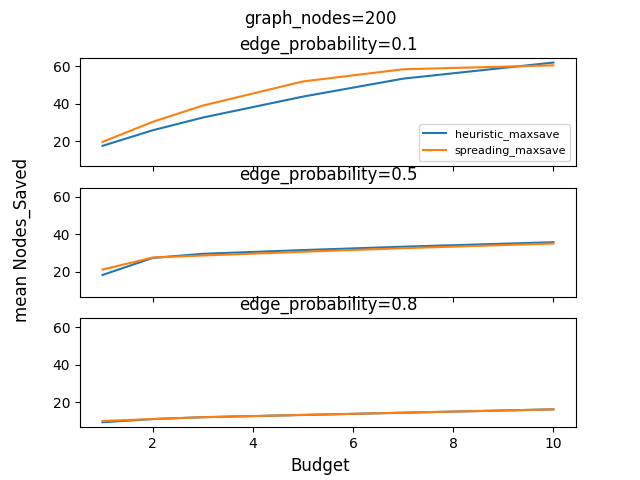 graph_nodes=200
edge_probability=0.1
60
40
20
heuristic_maxsave
spreading_maxsave
edge_probability=0.5
60
40
20
mean Nodes_Saved
edge_probability=0.8
60
40
20
2 4 6 8 10
Budget